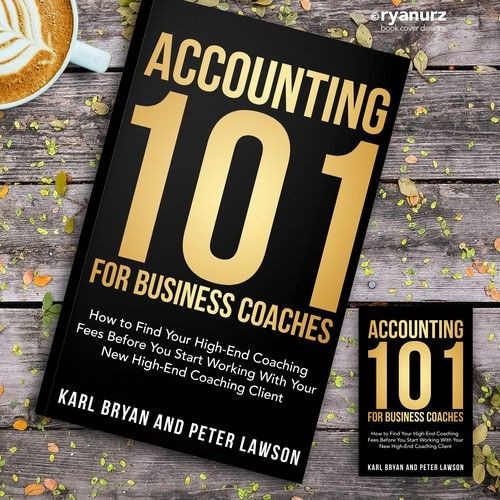 ©ryanurz
book cover designs
ACCOUNTING
101
FOR BUSINESS COACHES
How to Find Your High-End Coaching
Fees Before You Start Working With Your
New High-End Coaching Client
KARL BRYAN AND PETER LAWSON
ACCOUNTING
101
FOR BUSINESS COACHES
How to Find Your High-End Coaching
Fees Before You Start Working With Your
New High-End Coaching Client
KARL BRYAN AND PETER LAWSON